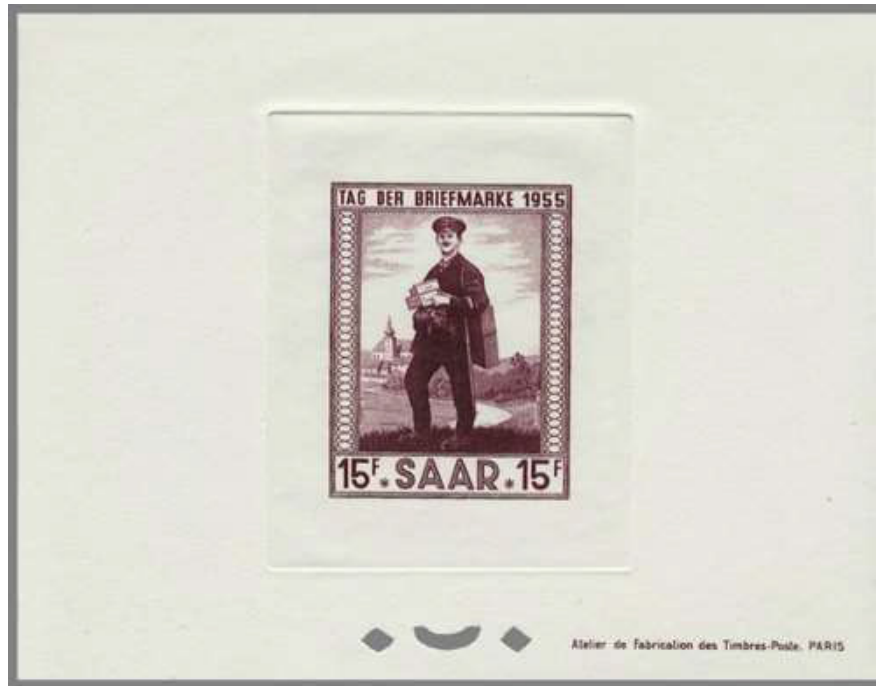 TAG DER BRIEFMARKE 1955
15F * SAAR * 15F
Atelier de Fabrication des Timbres-Poste. PARIS